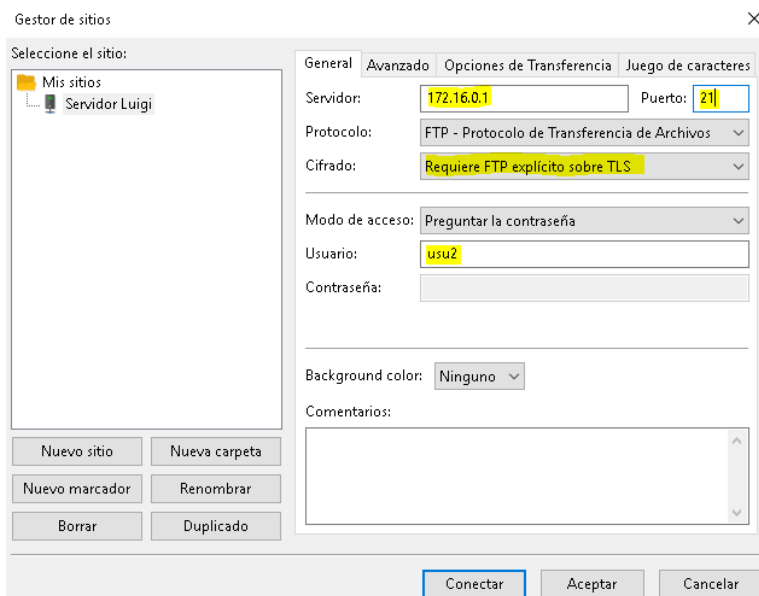 Gestor de sitios
Seleccione el sitio:
Mis sitios
Servidor Luigi
Nuevo sitio
Nueva carpeta
Nuevo marcador
Renombrar
Borrar
Duplicado
General Avanzado Opciones de Transferencia Juego de caracteres
Servidor: 172.16.0.1 Puerto: 21
Protocolo: FTP - Protocolo de Transferencia de Archivos
Cifrado: Requiere FTP explícito sobre TLS
Modo de acceso: Preguntar la contraseña
Usuario: usu2
Contraseña:
Background color: Ninguno
Comentarios:
Conectar Aceptar Cancelar